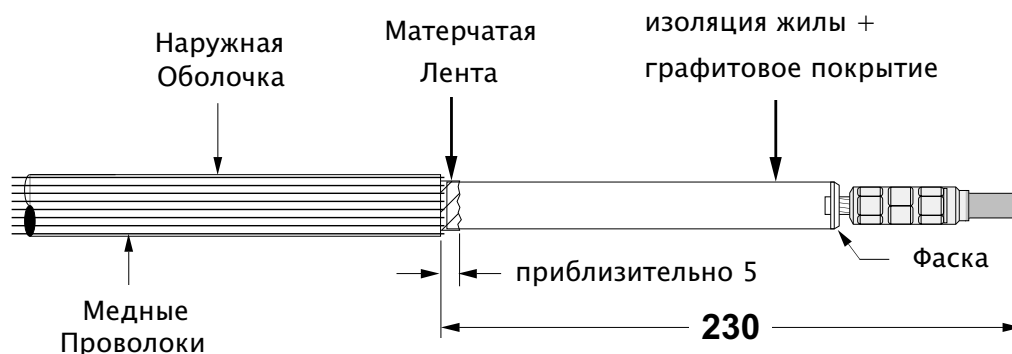 Наружная
Оболочка
Матерчатая
Лента
изоляция жилы +
графитовое покрытие
приблизительно 5
Фаска
Медные
Проволоки
230